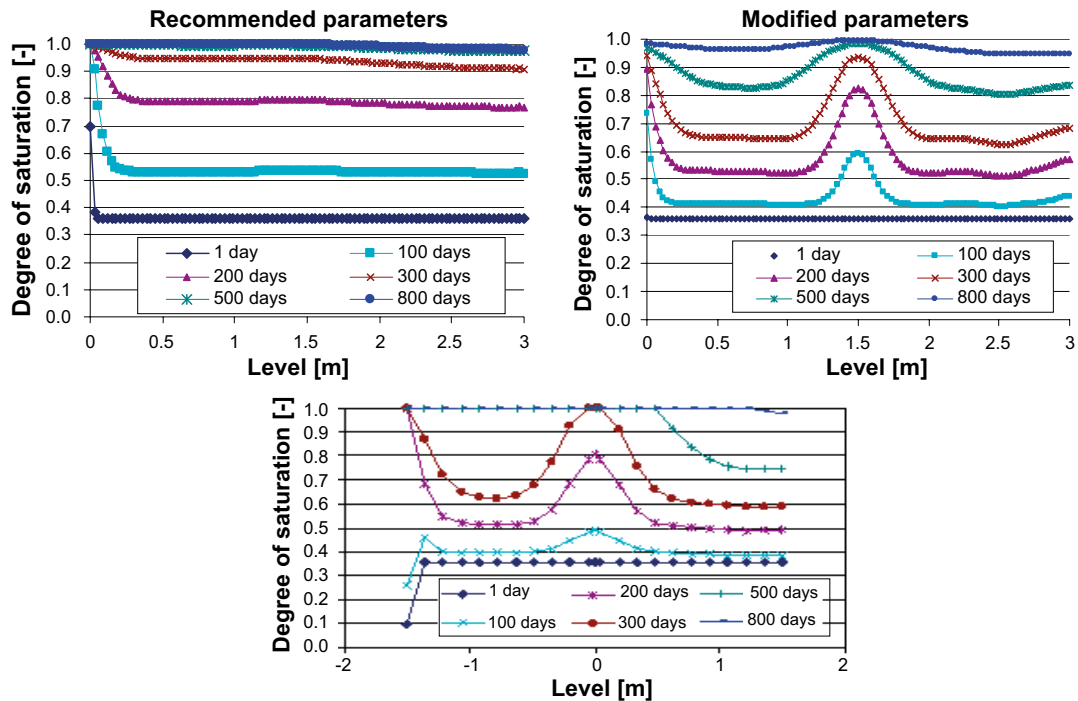 Recommended parameters
Degree of saturation [-]
1.0
0.9
0.8
0.7
0.6
0.5
0.4
0.3
0.2
0.1
0.0
1 day
100 days
200 days
300 days
500 days
800 days
0
0.5
1
1.5
2
2.5
3
Level [m]
Modified parameters
Degree of saturation [-]
1.0
0.9
0.8
0.7
0.6
0.5
0.4
0.3
0.2
0.1
0.0
1 day
100 days
200 days
300 days
500 days
800 days
0
0.5
1
1.5
2
2.5
3
Level [m]
Degree of saturation [-]
1.0
0.9
0.8
0.7
0.6
0.5
0.4
0.3
0.2
0.1
0.0
1 day
200 days
500 days
100 days
300 days
800 days
-2
-1
0
1
2
Level [m]